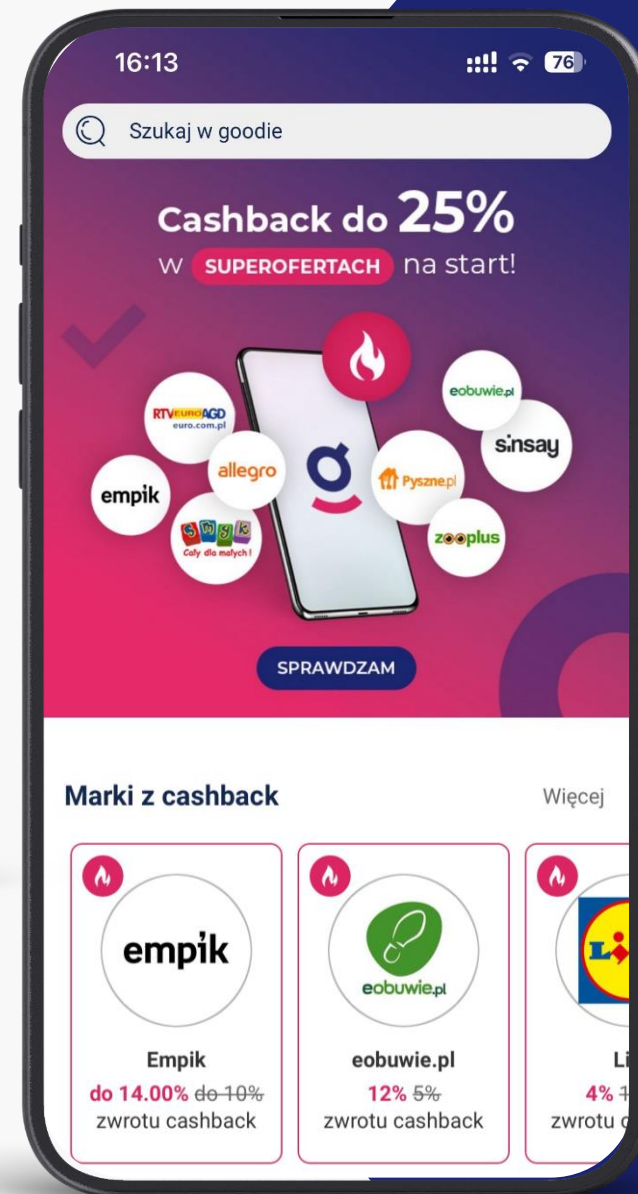 16:13
76
Szukaj w goodie
Cashback do 25%
w SUPEROFERTACH na start!
eobuwie.pl
RTV EURO AGD
euro.com.pl
sinsay
allegro
empik
Pyszne.pl
smyk
Cały dla małych!
zooplus
SPRAWDZAM
Marki z cashback
Więcej
empik
eobuwie.pl
Empik
eobuwie.pl
do 14.00% do 10%
12% 5%
4%
zwrotu cashback
zwrotu cashback
zwrotu